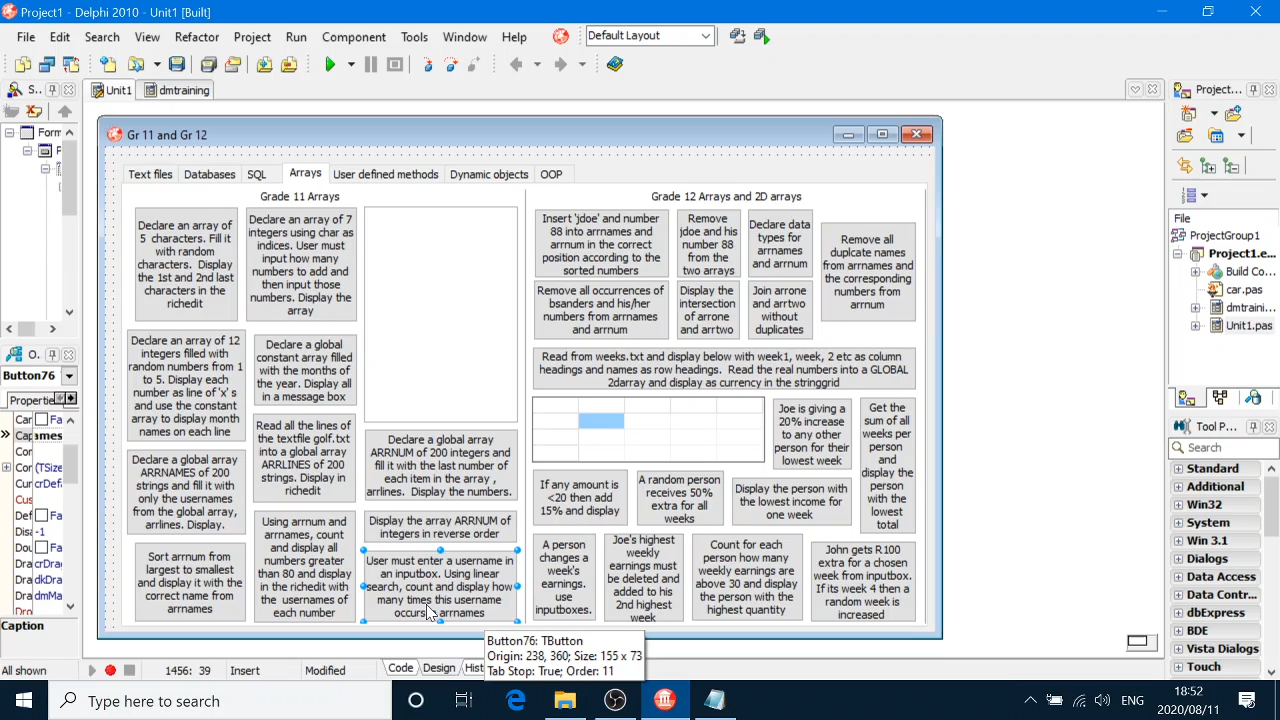 Project1 - Delphi 2010 - Unit1 [Built]
File Edit Search View Refactor Project Run Component Tools Window Help
Default Layout
S..
Unit1
dmtraining
Project...
Form
Gr 11 and Gr 12
Text files
Databases
SQL
Arrays
User defined methods
Dynamic objects
OOP
Grade 11 Arrays
Declare an array of
5 characters. Fill it
with random
characters. Display
the 1st and 2nd last
characters in the
richedit
Declare an array of 7
integers using char as
indices. User must
input how many
numbers to add and
then input those
numbers. Display the
array
Declare an array of 12
integers filled with
random numbers from 1
to 5. Display each
number as line of 'x' s
and use the constant
array to display month
names on each line
Declare a global
constant array filled
with the months of
the year. Display all
in a message box
Read all the lines of
the textfile golf.txt
into a global array
ARRLINES of 200
strings. Display in
richedit
Declare a global array
ARRNUM of 200 integers and
fill it with the last number of
each item in the array ,
arrlines. Display the numbers.
Declare a global array
ARRNAMES of 200
strings and fill it with
only the usernames
from the global array,
arrlines. Display.
Using arrnum and
arrnames, count
and display all
numbers greater
than 80 and display
in the richedit with
the usernames of
each number
Display the array ARRNUM of
integers in reverse order
Sort arrnum from
largest to smallest
and display it with the
correct name from
arrnames
User must enter a username in
an inputbox. Using linear
search, count and display how
many times this username
occurs arrnames
Grade 12 Arrays and 2D arrays
Insert 'jdoe' and number
88 into arrnames and
arrnum in the correct
position according to the
sorted numbers
Remove
jdoe and his
number 88
from the
two arrays
Declare data
types for
arrnames
and arrnum
Remove all
duplcate names
from arrnames and
the corresponding
numbers from
arrnum
Remove all occurrences of
bsanders and his/her
numbers from arrnames
and arrnum
Display the
intersection
of arrone
and arrtwo
Join arrone
and arrtwo
without
duplicates
Read from weeks.txt and display below with week1, week, 2 etc as column
headings and names as row headings. Read the real numbers into a GLOBAL
2darray and display as currency in the stringgrid
Joe is giving a
20% increase
to any other
person for their
lowest week
Get the
sum of all
weeks per
person
and
display the
person
with the
lowest
total
If any amount is
<20 then add
15% and display
A random person
receives 50%
extra for all
weeks
Display the person with
the lowest income for
one week
A person
changes a
week's
earnings.
use
inputboxes.
Joe's highest
weekly
earnings must
be deleted and
added to his
2nd highest
week
Count for each
person how many
weekly earnings are
above 30 and display
the person with the
highest quantity
John gets R100
extra for a chosen
week from inputbox.
If its week 4 then a
random week is
increased
Button76: TButton
Origin: 238, 360; Size: 155 x 73
Tab Stop: True; Order: 11
O..
Button76
Propertie
Caption
All shown
1456: 39
Insert
Modified
Code
Design
Hist
File
ProjectGroup1
Project1.e...
Build Co...
car.pas
dmtraini...
Unit1.pas
Tool P...
Search
Standard
Additional
Win32
System
Win 3.1
Dialogs
Data Access
Data Contr...
dbExpress
BDE
Vista Dialogs
Touch
Type here to search
ENG
18:52
2020/08/11